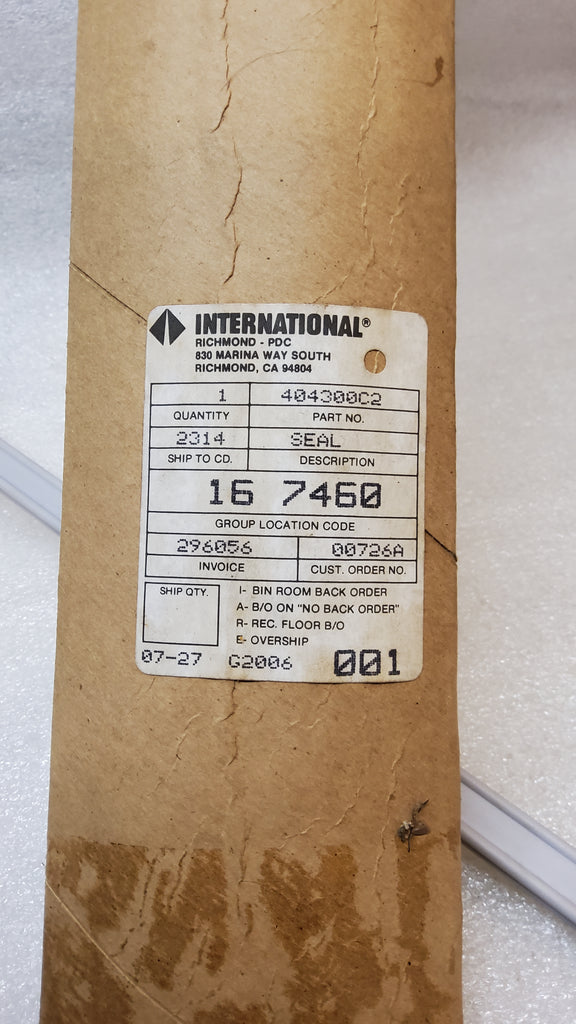 INTERNATIONAL®
RICHMOND - PDC
830 MARINA WAY SOUTH
RICHMOND, CA 94804
1 404300C2
QUANTITY PART NO.
2314 SEAL
SHIP TO CD. DESCRIPTION
16 7460
GROUP LOCATION CODE
296056 00726A
INVOICE CUST. ORDER NO.
SHIP QTY. I- BIN ROOM BACK ORDER
A- B/O ON "NO BACK ORDER"
R- REC. FLOOR B/O
E- OVERSHIP
07-27 G2006 001